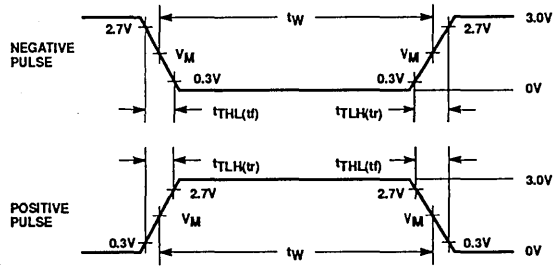 tW
3.0V
2.7V
2.7V
NEGATIVE
PULSE
VM
VM
0.3V
0.3V
0V
tTHL(tf)
tTLH(tr)
tTLH(tr)
tTHL(tf)
3.0V
2.7V
2.7V
POSITIVE
PULSE
VM
VM
0.3V
0.3V
tW
0V